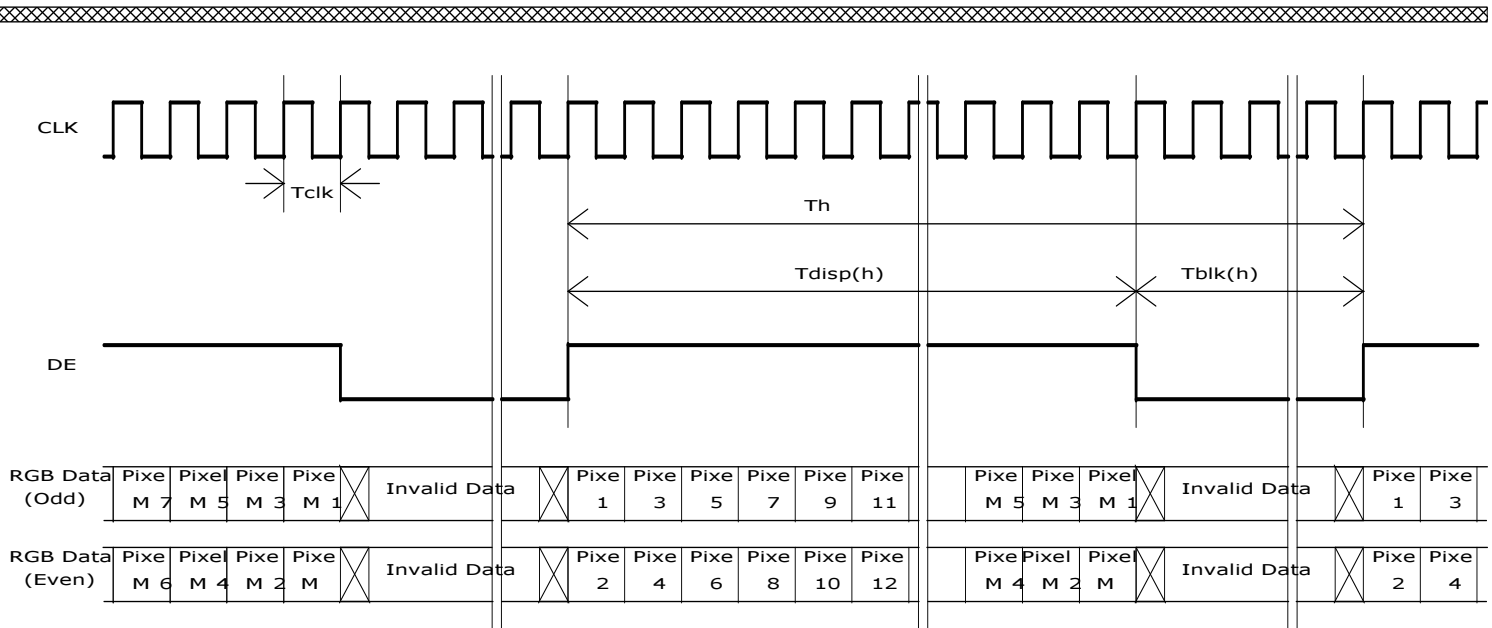 CLK
Tclk
Th
Tdisp(h)
Tblk(h)
DE
RGB Data
(Odd)
Pixe Pixel Pixe Pixe
M 7 M 5 M 3 M 1
Invalid Data
Pixe Pixe Pixe Pixe Pixe Pixe
1 3 5 7 9 11
Pixe Pixe Pixel
M 5 M 3 M 1
Invalid Data
Pixe Pixe
1 3
RGB Data
(Even)
Pixe Pixel Pixe Pixe
M 6 M 4 M 2 M
Invalid Data
Pixe Pixe Pixe Pixe Pixe Pixe
2 4 6 8 10 12
Pixe Pixel Pixel
M 4 M 2 M
Invalid Data
Pixe Pixe
2 4